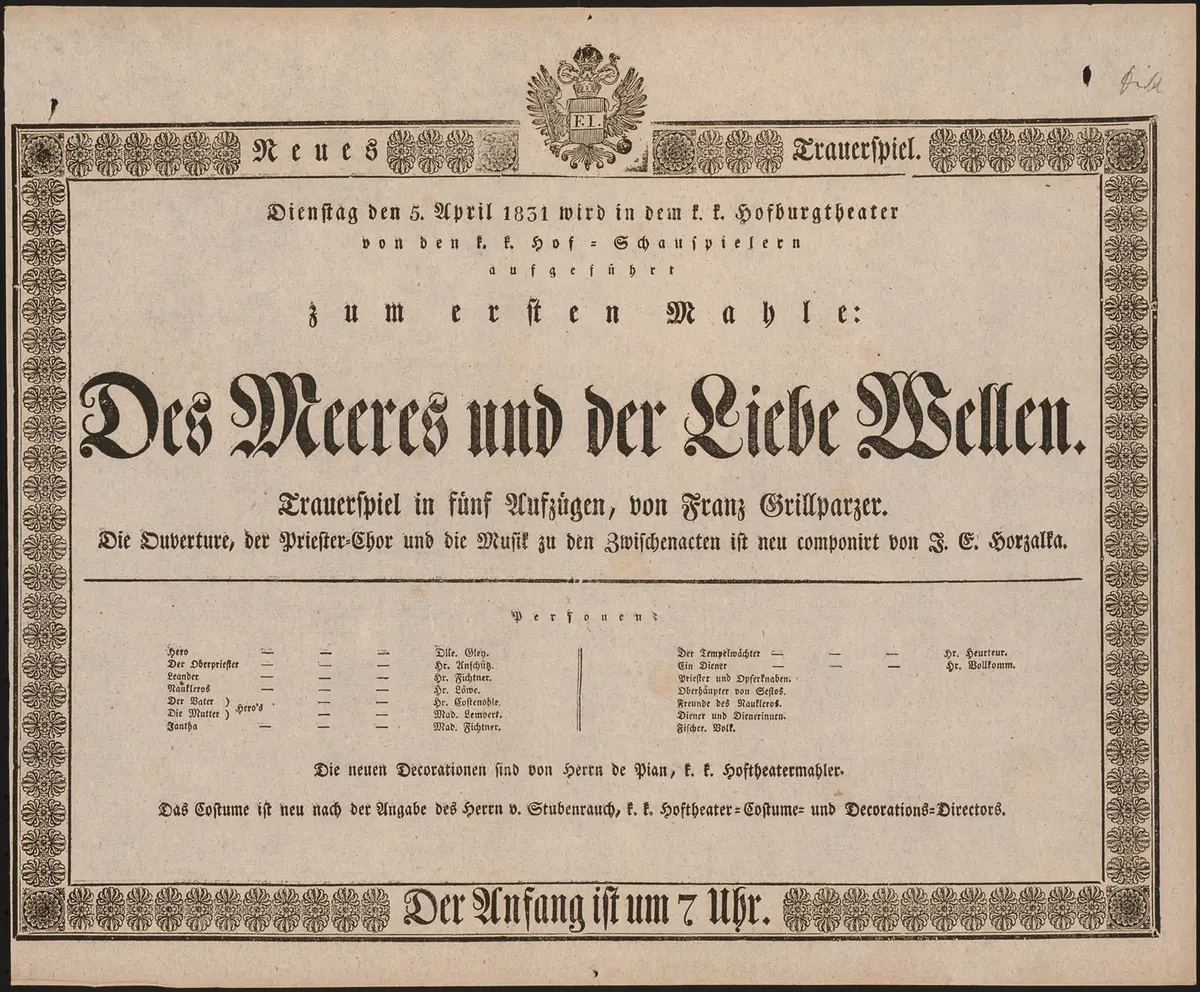 F. I.
Neues Trauerspiel.
Dienstag den 5. April 1831 wird in dem k. k. Hofburgtheater
von den k. k. Hof-Schauspielern
aufgeführt
zum ersten Mahle:
Des Meeres und der Liebe Wellen.
Trauerspiel in fünf Aufzügen, von Franz Grillparzer.
Die Ouverture, der Priester-Chor und die Musik zu den Zwischenacten ist neu componirt von J. E. Horzalka.
Personen:
Hero — — — Dlle. Gley.
Der Oberpriester — — — Hr. Anschütz.
Leander — — — Hr. Fichtner.
Naukleros — — — Hr. Löwe.
Der Vater ) Hero's — — Hr. Costenoble.
Die Mutter ) — — Mad. Lembert.
Jantha — — — Mad. Fichtner.
Der Tempelwächter — — — Hr. Heurteur.
Ein Diener — — — Hr. Vollkomm.
Priester und Opferknaben.
Oberhäupter von Sestos.
Freunde des Naukleros.
Diener und Dienerinnen.
Fischer. Volk.
Die neuen Decorationen sind von Herrn de Pian, k. k. Hoftheatermahler.
Das Costume ist neu nach der Angabe des Herrn v. Stubenrauch, k. k. Hoftheater-Costume- und Decorations-Directors.
Der Anfang ist um 7 Uhr.